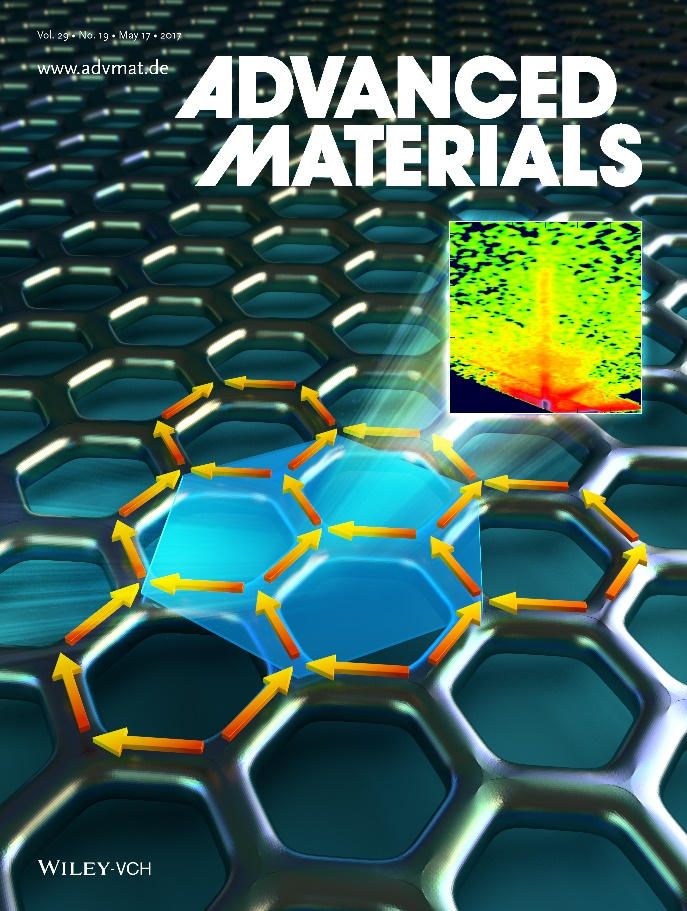 Vol. 29 • No. 19 • May 17 • 2017
www.advmat.de
ADVANCED
MATERIALS
WILEY-VCH